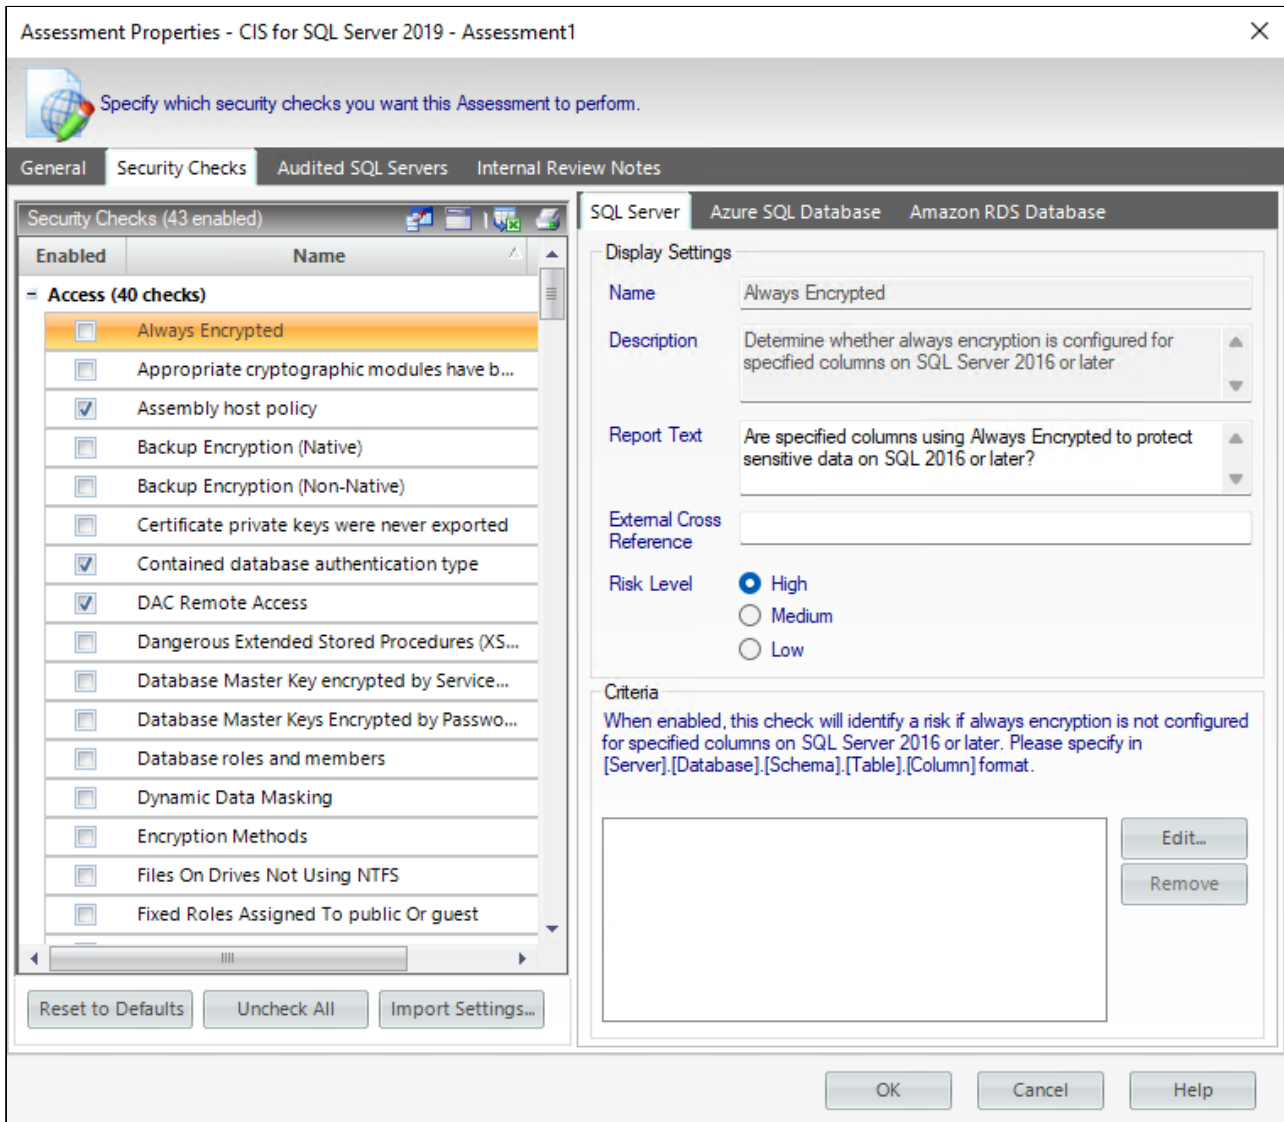 Assessment Properties - CIS for SQL Server 2019 - Assessment1
Specify which security checks you want this Assessment to perform.
General Security Checks Audited SQL Servers Internal Review Notes
Security Checks (43 enabled)
Enabled Name
Access (40 checks)
Always Encrypted
Appropriate cryptographic modules have b...
Assembly host policy
Backup Encryption (Native)
Backup Encryption (Non-Native)
Certificate private keys were never exported
Contained database authentication type
DAC Remote Access
Dangerous Extended Stored Procedures (XS...
Database Master Key encrypted by Service...
Database Master Keys Encrypted by Passwo...
Database roles and members
Dynamic Data Masking
Encryption Methods
Files On Drives Not Using NTFS
Fixed Roles Assigned To public Or guest
Reset to Defaults Uncheck All Import Settings...
SQL Server Azure SQL Database Amazon RDS Database
Display Settings
Name Always Encrypted
Description Determine whether always encryption is configured for
specified columns on SQL Server 2016 or later
Report Text Are specified columns using Always Encrypted to protect
sensitive data on SQL 2016 or later?
External Cross
Reference
Risk Level High
Medium
Low
Criteria
When enabled, this check will identify a risk if always encryption is not configured
for specified columns on SQL Server 2016 or later. Please specify in
[Server].[Database].[Schema].[Table].[Column] format.
Edit...
Remove
OK Cancel Help